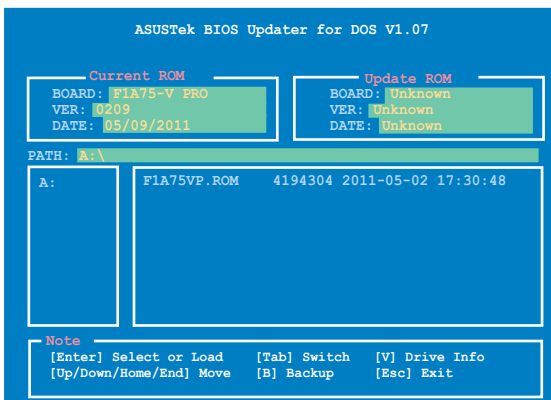 ASUSTek BIOS Updater for DOS V1.07
Current ROM
BOARD: F1A75-V PRO
VER: 0209
DATE: 05/09/2011
Update ROM
BOARD: Unknown
VER: Unknown
DATE: Unknown
PATH: A:\
A:
F1A75VP.ROM 4194304 2011-05-02 17:30:48
Note
[Enter] Select or Load [Tab] Switch [V] Drive Info
[Up/Down/Home/End] Move [B] Backup [Esc] Exit